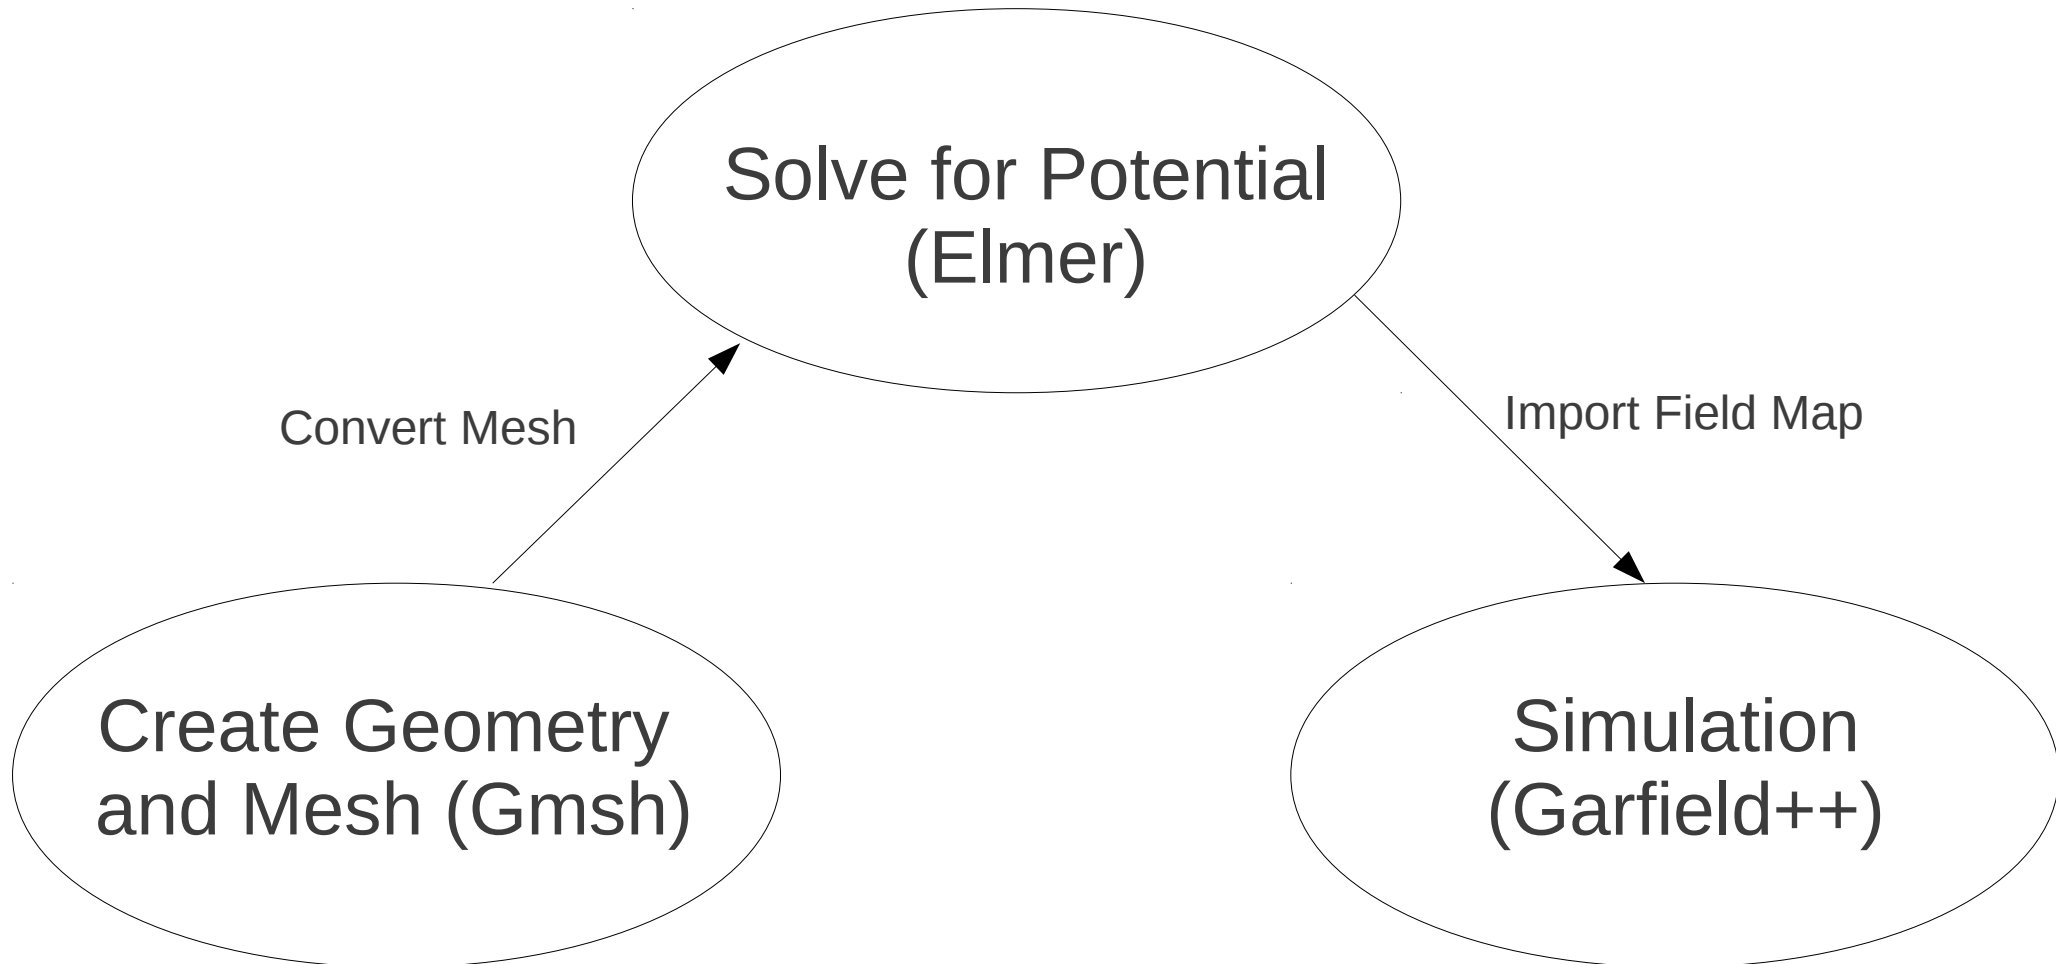 Solve for Potential
(Elmer)
Convert Mesh
Import Field Map
Create Geometry
and Mesh (Gmsh)
Simulation
(Garfield++)